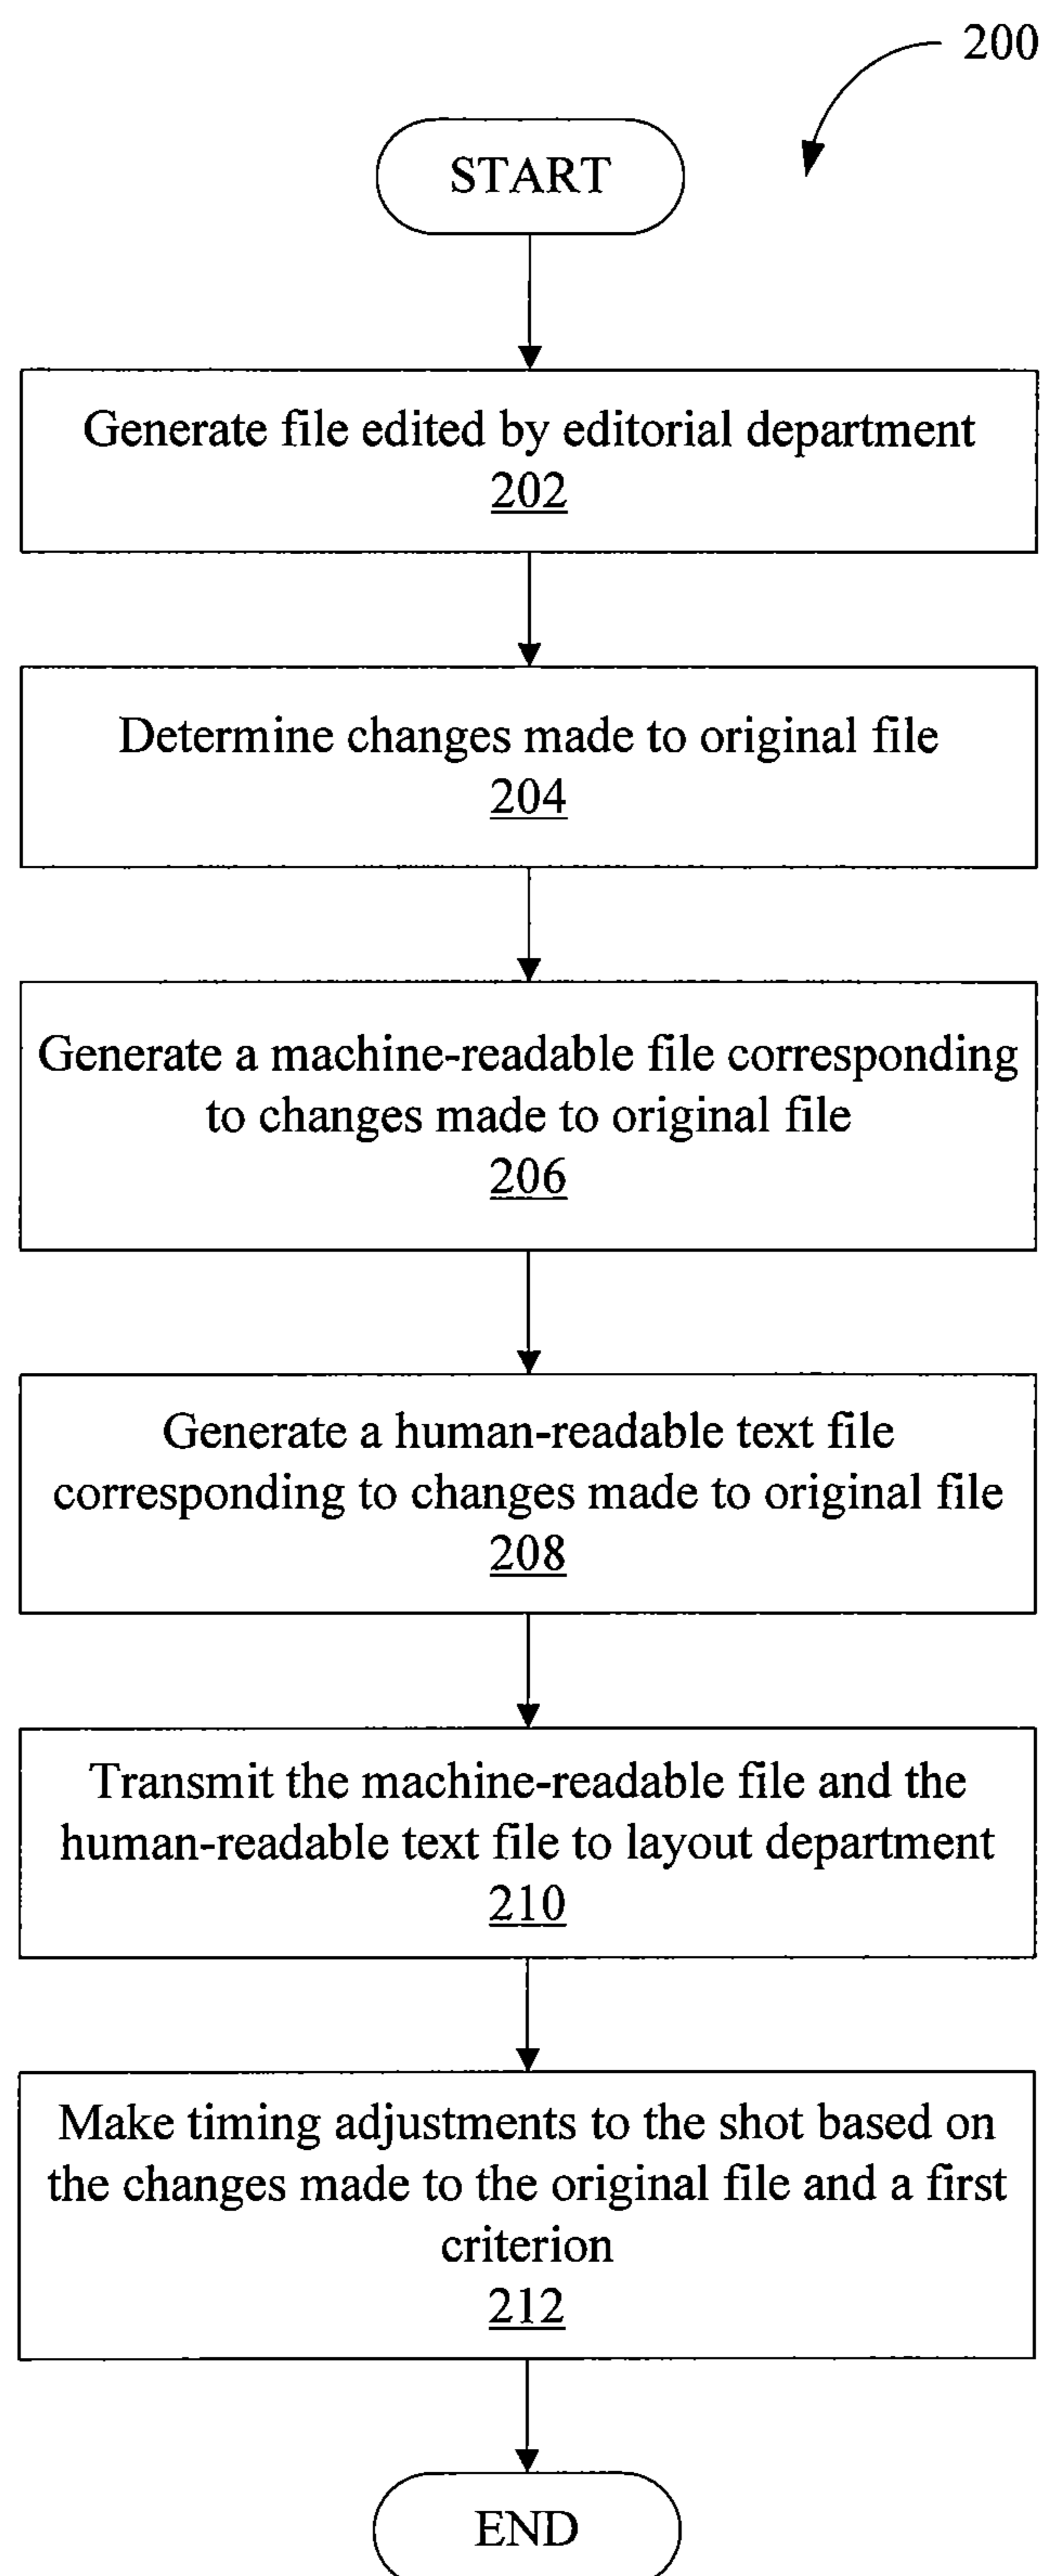 200
START
Generate file edited by editorial department
202
Determine changes made to original file
204
Generate a machine-readable file corresponding
to changes made to original file
206
Generate a human-readable text file
corresponding to changes made to original file
208
Transmit the machine-readable file and the
human-readable text file to layout department
210
Make timing adjustments to the shot based on
the changes made to the original file and a first
criterion
212
END